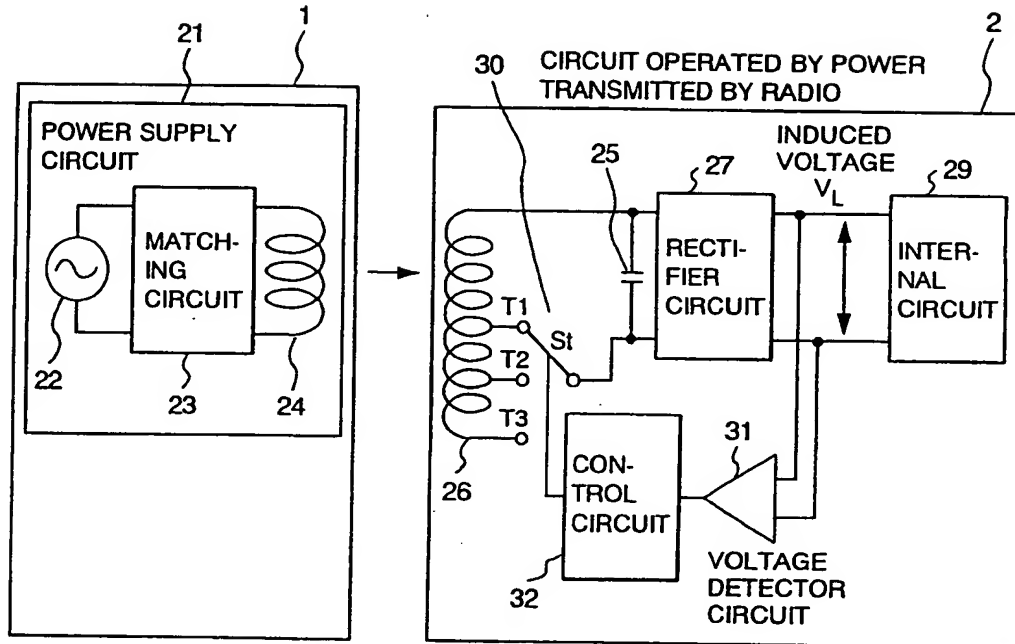 1
21
2
30
CIRCUIT OPERATED BY POWER
TRANSMITTED BY RADIO
POWER SUPPLY
CIRCUIT
INDUCED
VOLTAGE
V_L
25
27
29
MATCH-
ING
CIRCUIT
RECTI-
FIER
CIRCUIT
INTER-
NAL
CIRCUIT
T1
St
T2
T3
22
23
24
26
31
CON-
TROL
CIRCUIT
32
VOLTAGE
DETECTOR
CIRCUIT